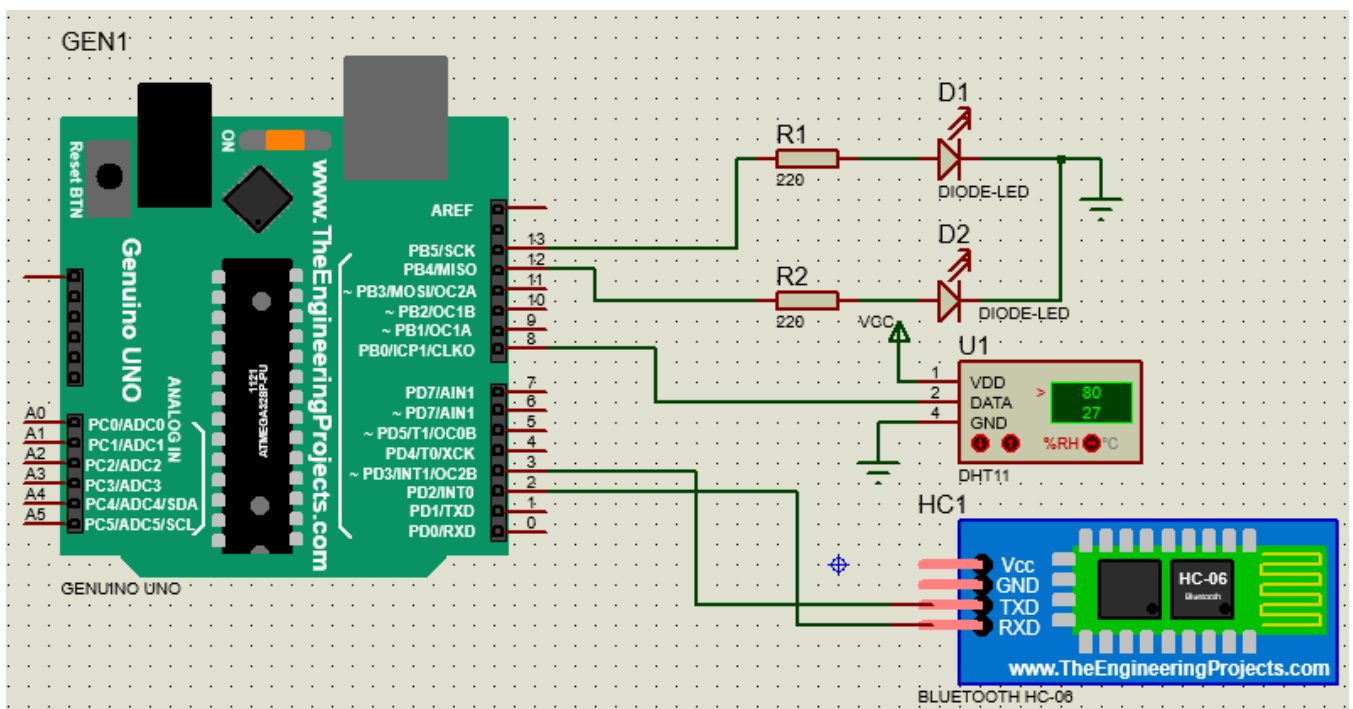 GEN1
Reset BTN
ON
www.TheEngineeringProjects.com
Genuino UNO
ANALOG IN
1121
ATMEGA328P-PU
AREF
PB5/SCK 13
PB4/MISO 12
~ PB3/MOSI/OC2A 11
~ PB2/OC1B 10
~ PB1/OC1A 9
PB0/ICP1/CLKO 8
PD7/AIN1 7
~ PD7/AIN1 6
~ PD5/T1/OC0B 5
PD4/T0/XCK 4
~ PD3/INT1/OC2B 3
PD2/INT0 2
PD1/TXD 1
PD0/RXD 0
A0 PC0/ADC0
A1 PC1/ADC1
A2 PC2/ADC2
A3 PC3/ADC3
A4 PC4/ADC4/SDA
A5 PC5/ADC5/SCL
GENUINO UNO
R1
220
D1
DIODE-LED
R2
220
D2
DIODE-LED
VCC
U1
1 VDD
2 DATA
4 GND
> 80
27
%RH °C
DHT11
HC1
Vcc
GND
TXD
RXD
HC-06
Bluetooth
www.TheEngineeringProjects.com
BLUETOOTH HC-06